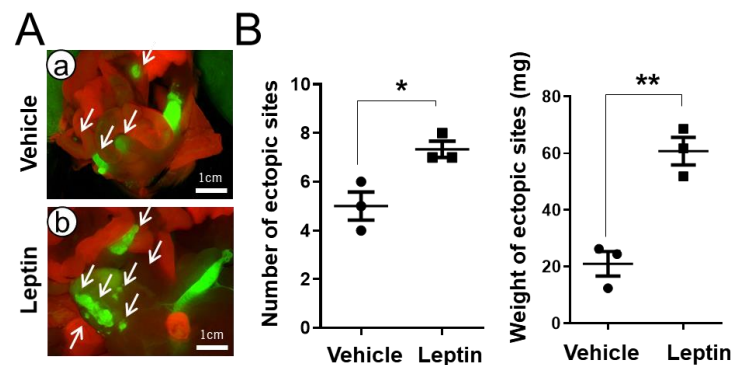 A
B
a
Vehicle
1cm
b
Leptin
1cm
Number of ectopic sites
10
8
6
4
2
0
*
Vehicle
Leptin
Weight of ectopic sites (mg)
80
60
40
20
0
**
Vehicle
Leptin